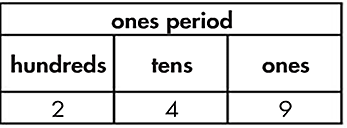 ones period
hundreds tens ones
2 4 9